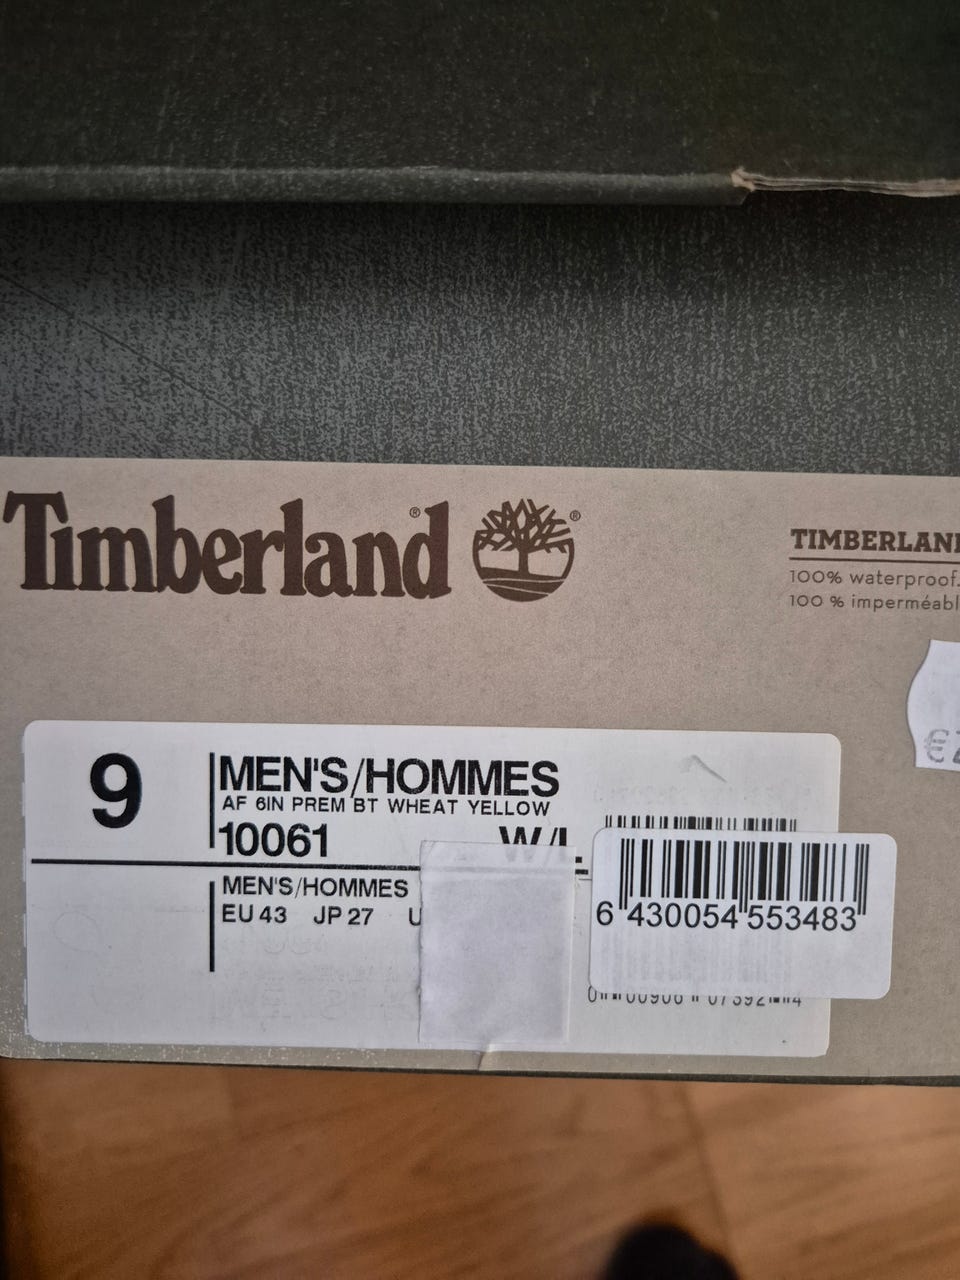 Timberland®
®
TIMBERLAN
100% waterproof.
100 % imperméabl
€
9
MEN'S/HOMMES
AF 6IN PREM BT WHEAT YELLOW
10061
W/L
MEN'S/HOMMES
EU 43 JP 27 U
6 430054 553483